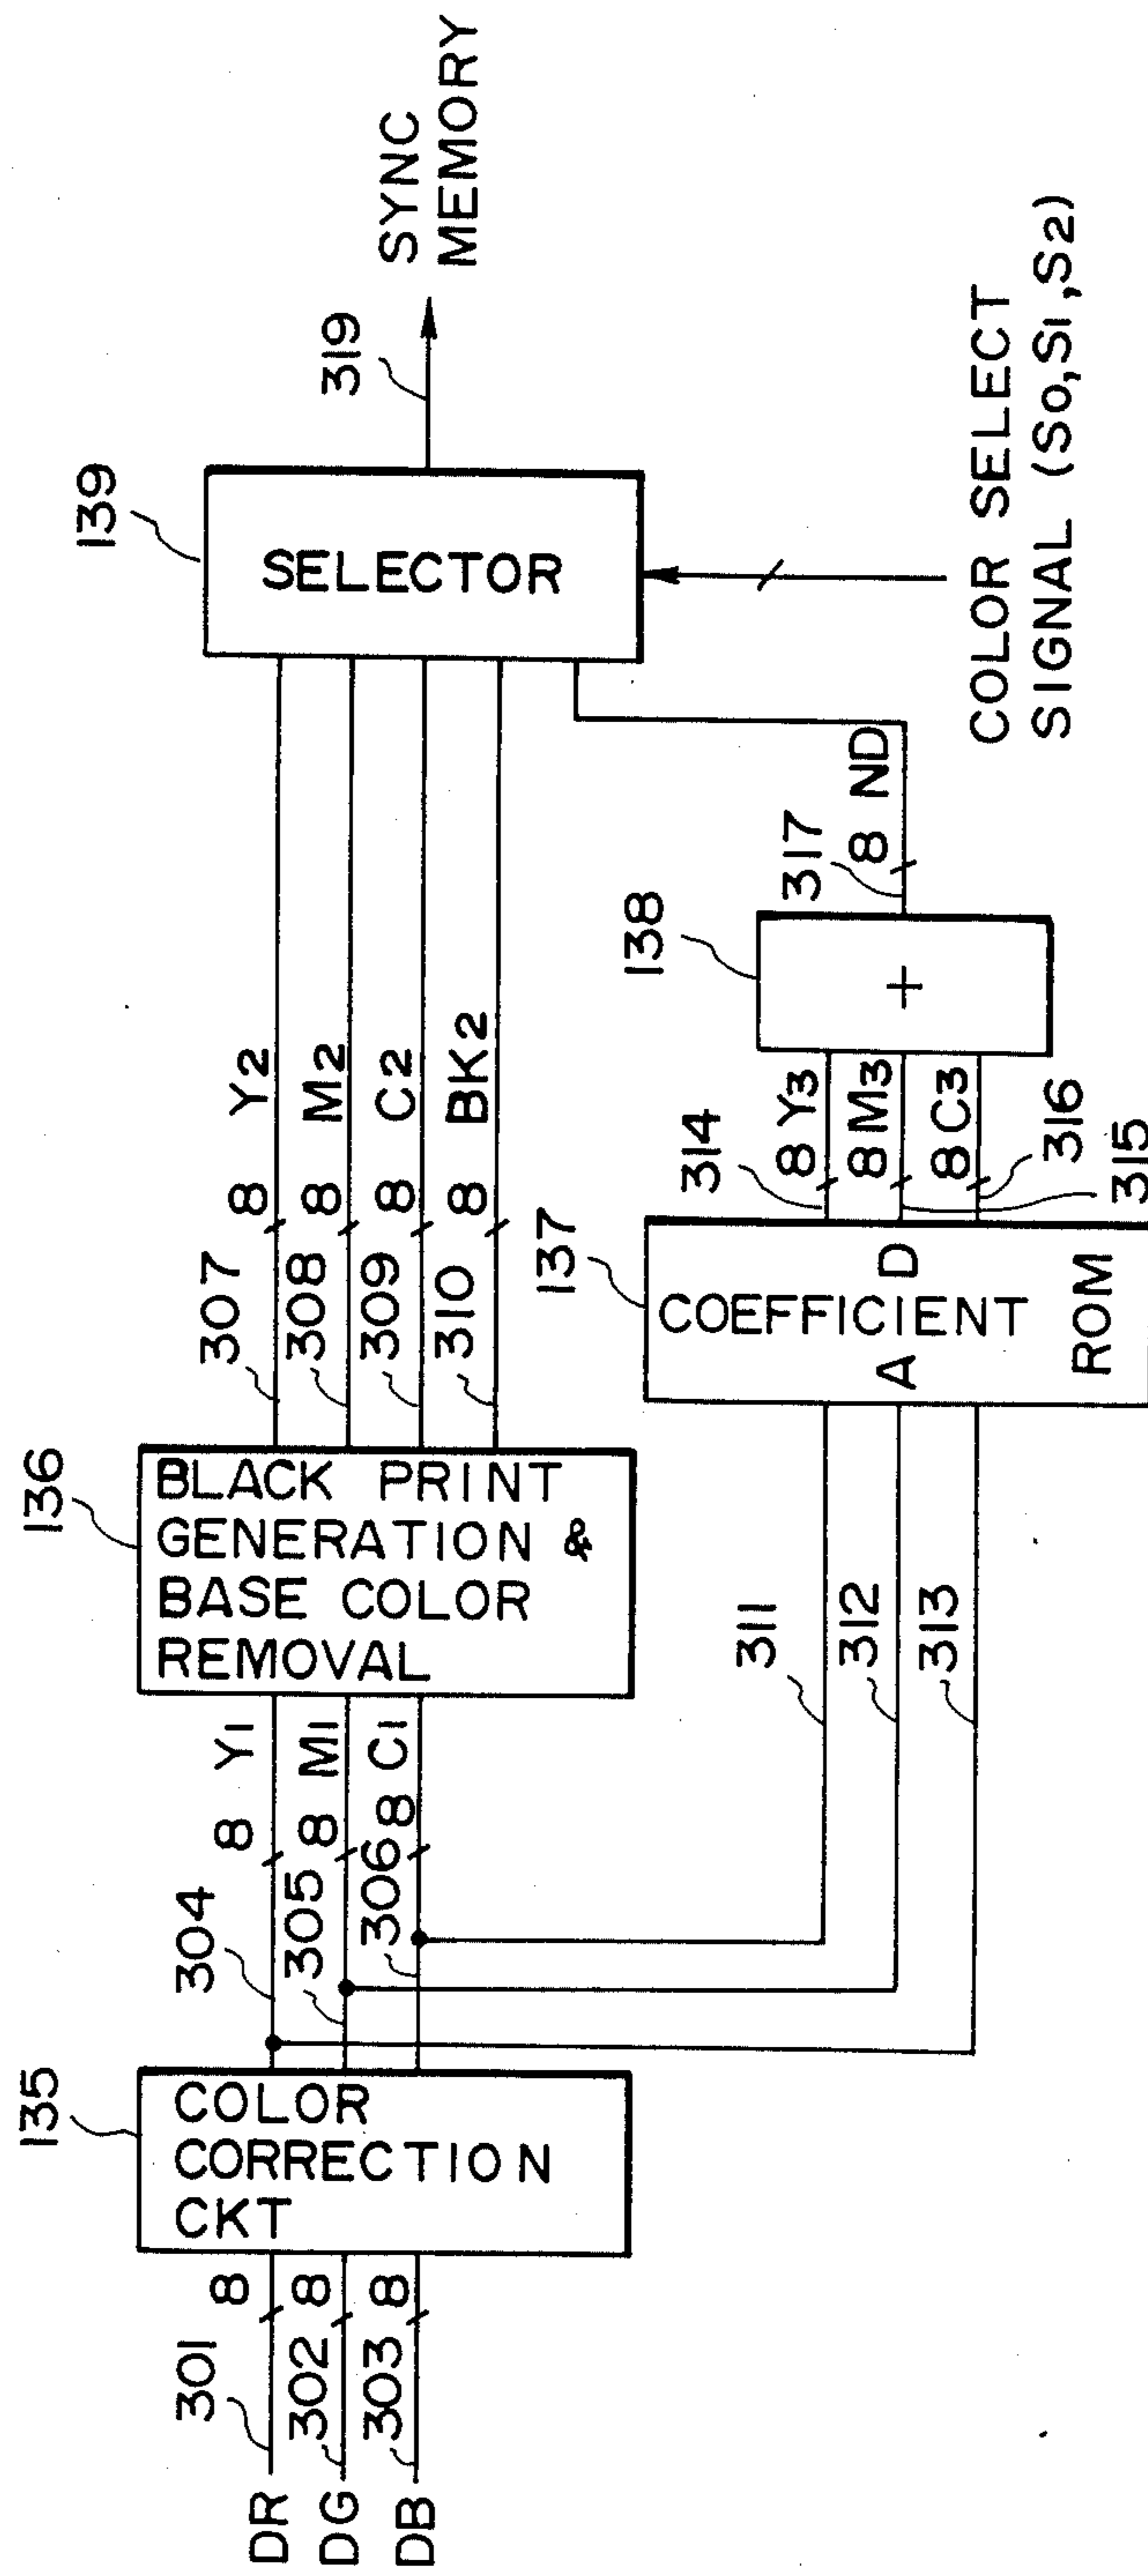 DR
DG
DB
301
302
303
8
8
8
135
COLOR
CORRECTION
CKT
304
305
306
8 Y1
8 M1
8 C1
136
BLACK PRINT
GENERATION &
BASE COLOR
REMOVAL
307
308
309
310
8 Y2
8 M2
8 C2
8 BK2
139
SELECTOR
319
SYNC
MEMORY
311
312
313
137
COEFFICIENT
A D
ROM
314
315
316
8 Y3
8 M3
8 C3
138
+
317
8 ND
COLOR SELECT
SIGNAL (S0,S1,S2)